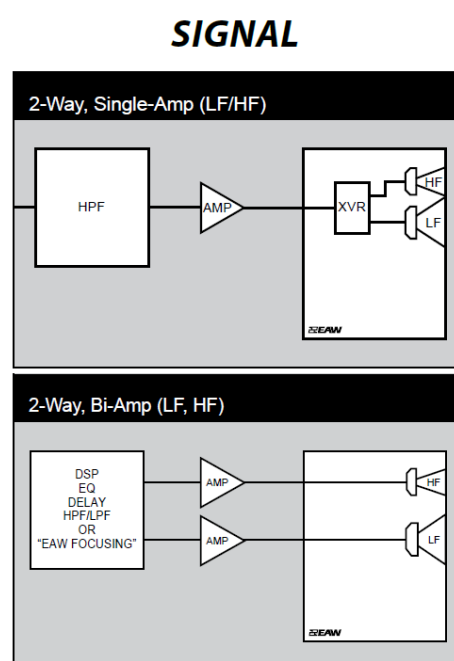 SIGNAL
2-Way, Single-Amp (LF/HF)
HPF
AMP
XVR
HF
LF
EAW
2-Way, Bi-Amp (LF, HF)
DSP
EQ
DELAY
HPF/LPF
OR
"EAW FOCUSING"
AMP
HF
AMP
LF
EAW